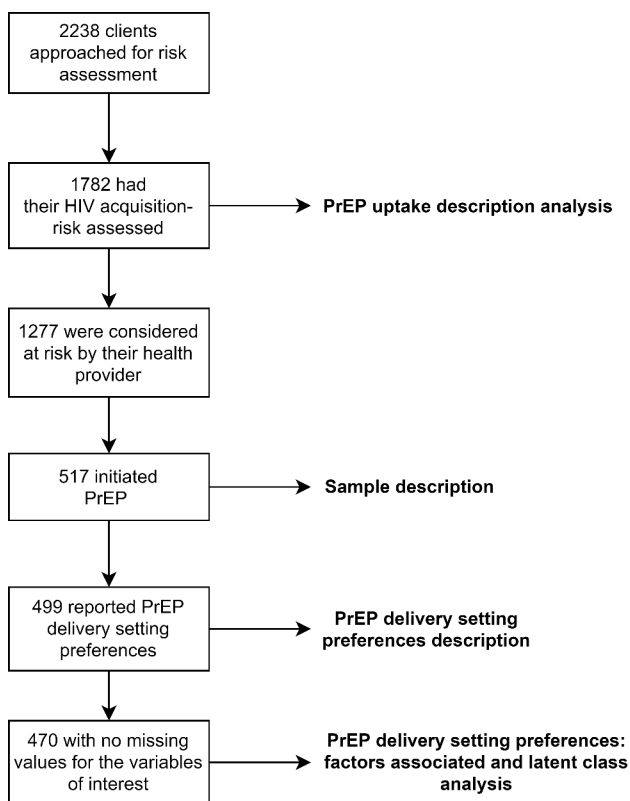 2238 clients
approached for risk
assessment
1782 had
their HIV acquisition-
risk assessed
PrEP uptake description analysis
1277 were considered
at risk by their health
provider
517 initiated
PrEP
Sample description
499 reported PrEP
delivery setting
preferences
PrEP delivery setting
preferences description
470 with no missing
values for the variables
of interest
PrEP delivery setting preferences:
factors associated and latent class
analysis